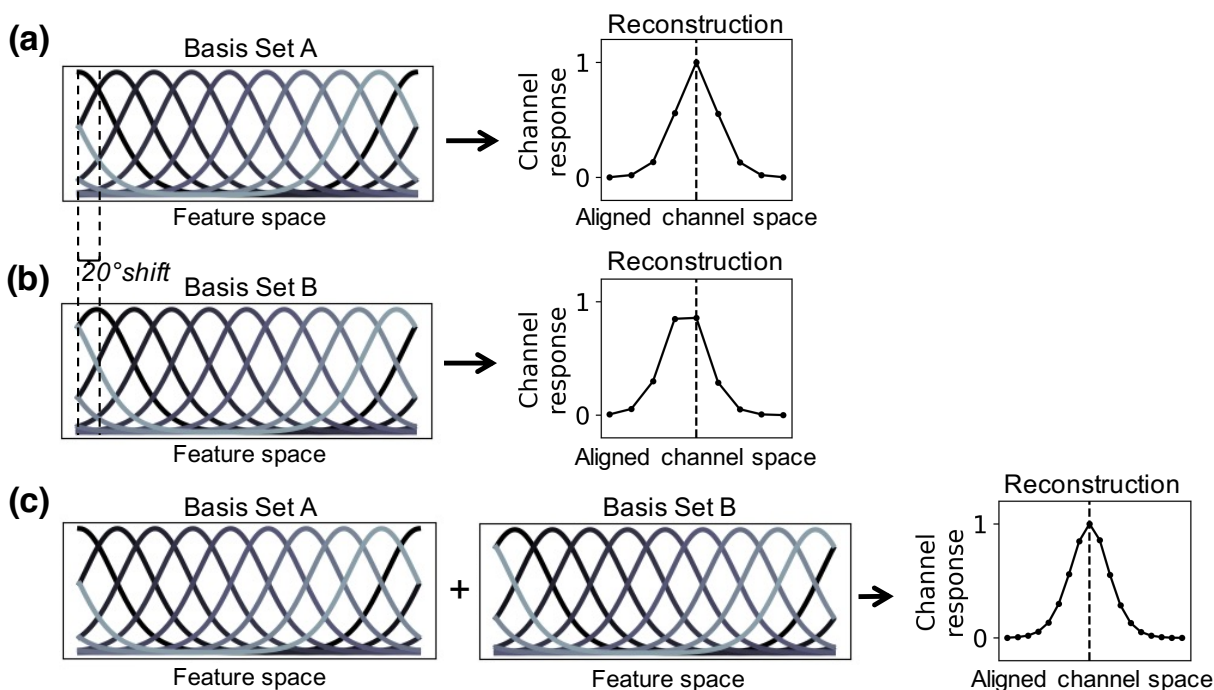 (a)
Basis Set A
Feature space
Reconstruction
Channel
response
1
0
Aligned channel space
20°shift
(b)
Basis Set B
Feature space
Reconstruction
Channel
response
1
0
Aligned channel space
(c)
Basis Set A
Feature space
+
Basis Set B
Feature space
Reconstruction
Channel
response
1
0
Aligned channel space